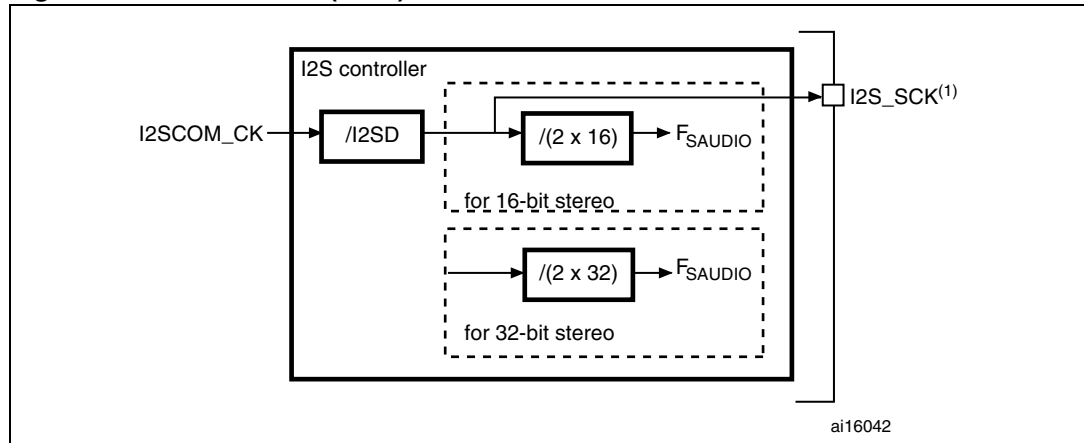 I2S controller
I2S_SCK(1)
I2SCOM_CK
/I2SD
/(2 x 16)
FSAUDIO
for 16-bit stereo
/(2 x 32)
FSAUDIO
for 32-bit stereo
ai16042